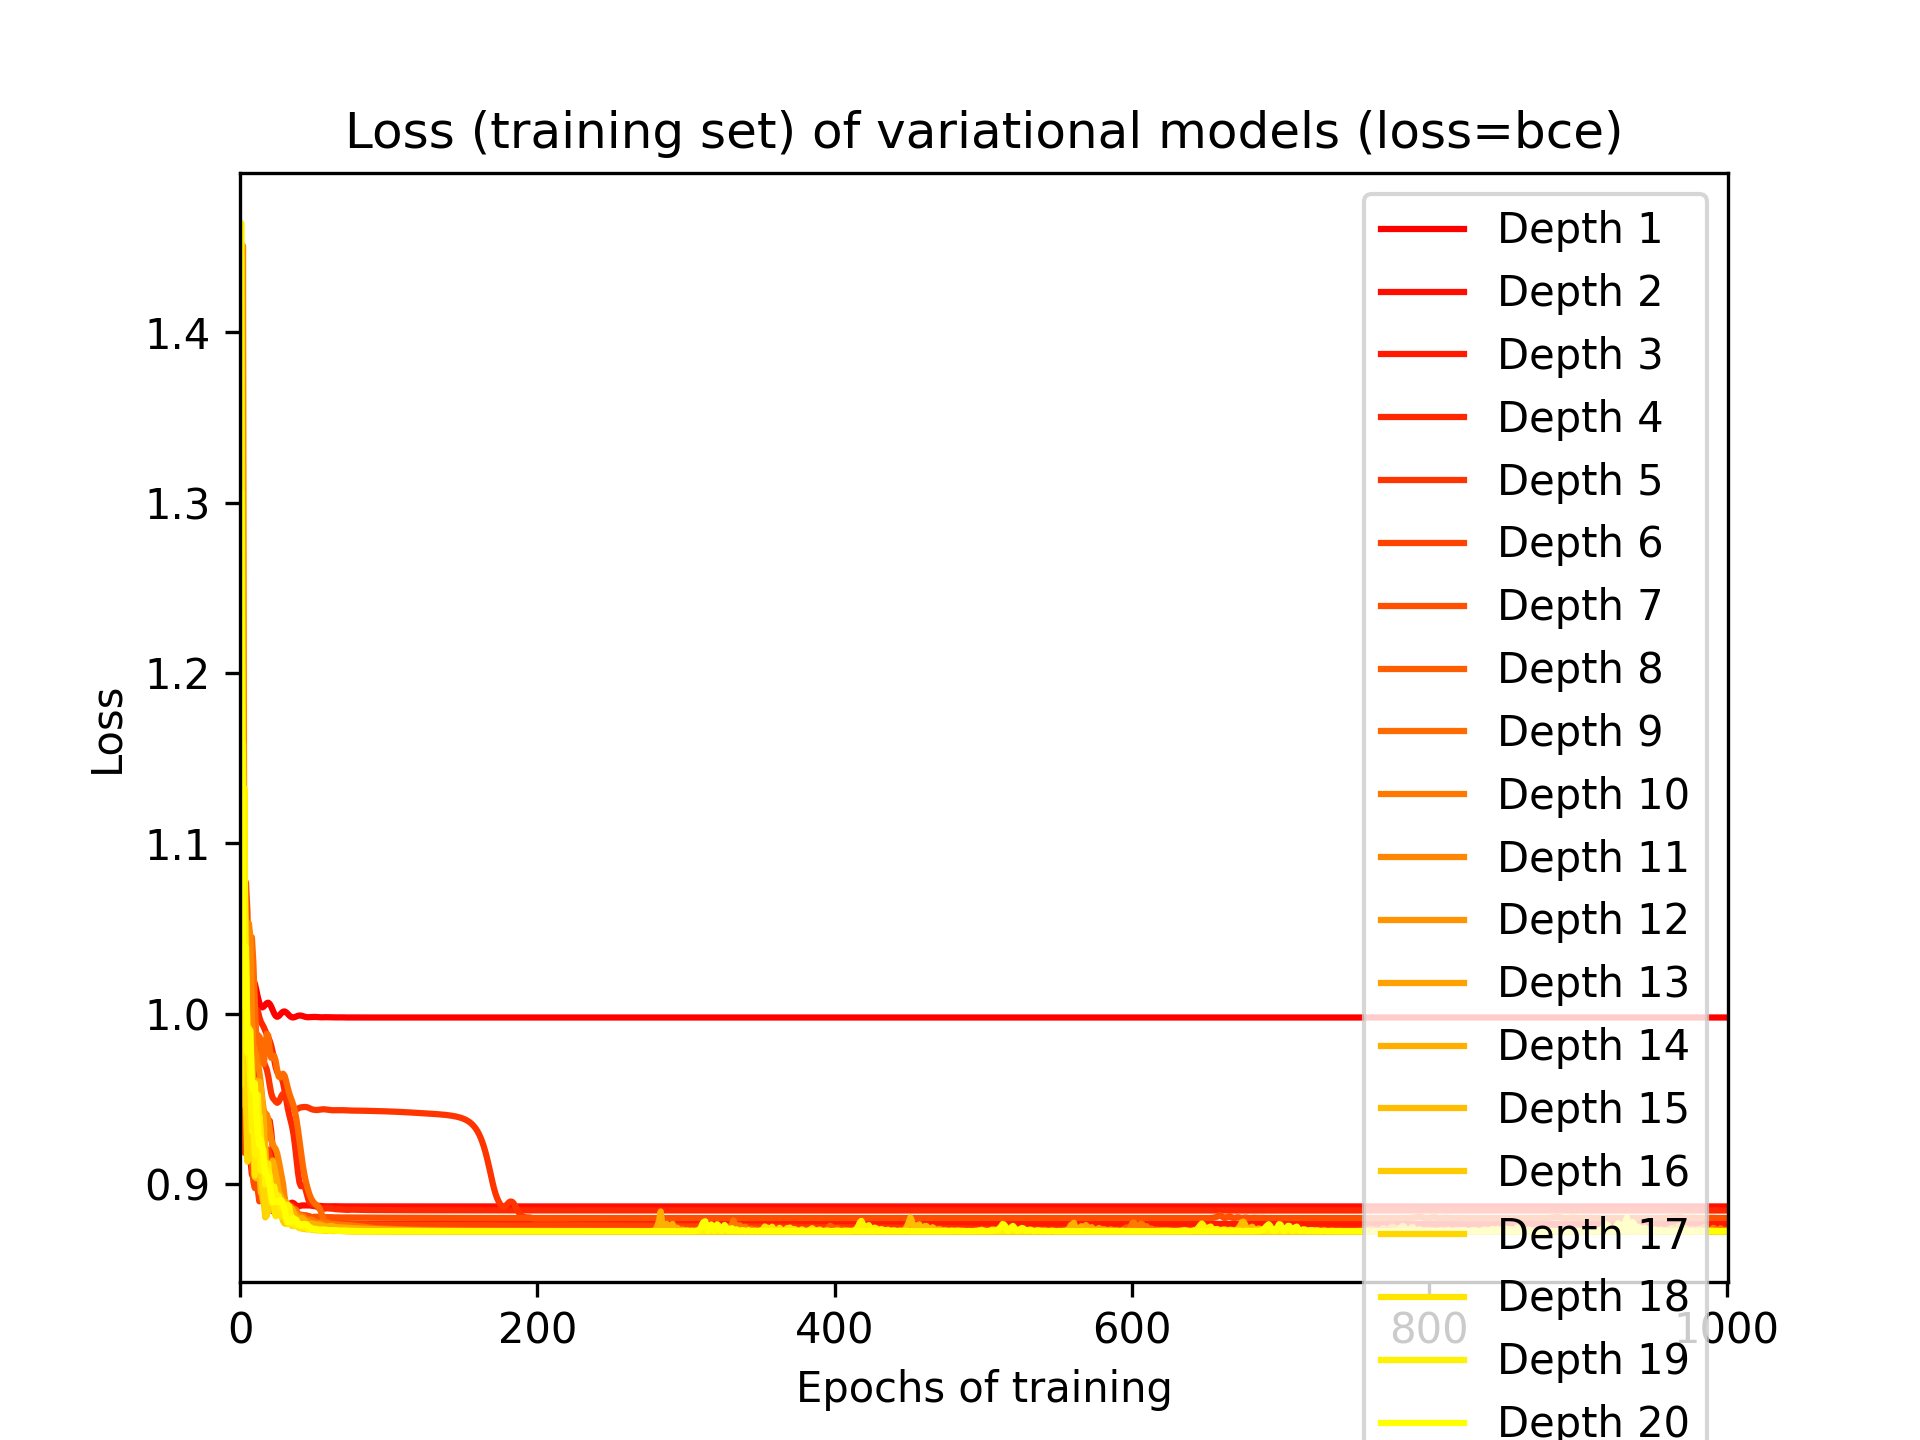 Loss (training set) of variational models (loss=bce)
Loss
1.4
1.3
1.2
1.1
1.0
0.9
0
200
400
600
800
1000
Epochs of training
Depth 1
Depth 2
Depth 3
Depth 4
Depth 5
Depth 6
Depth 7
Depth 8
Depth 9
Depth 10
Depth 11
Depth 12
Depth 13
Depth 14
Depth 15
Depth 16
Depth 17
Depth 18
Depth 19
Depth 20